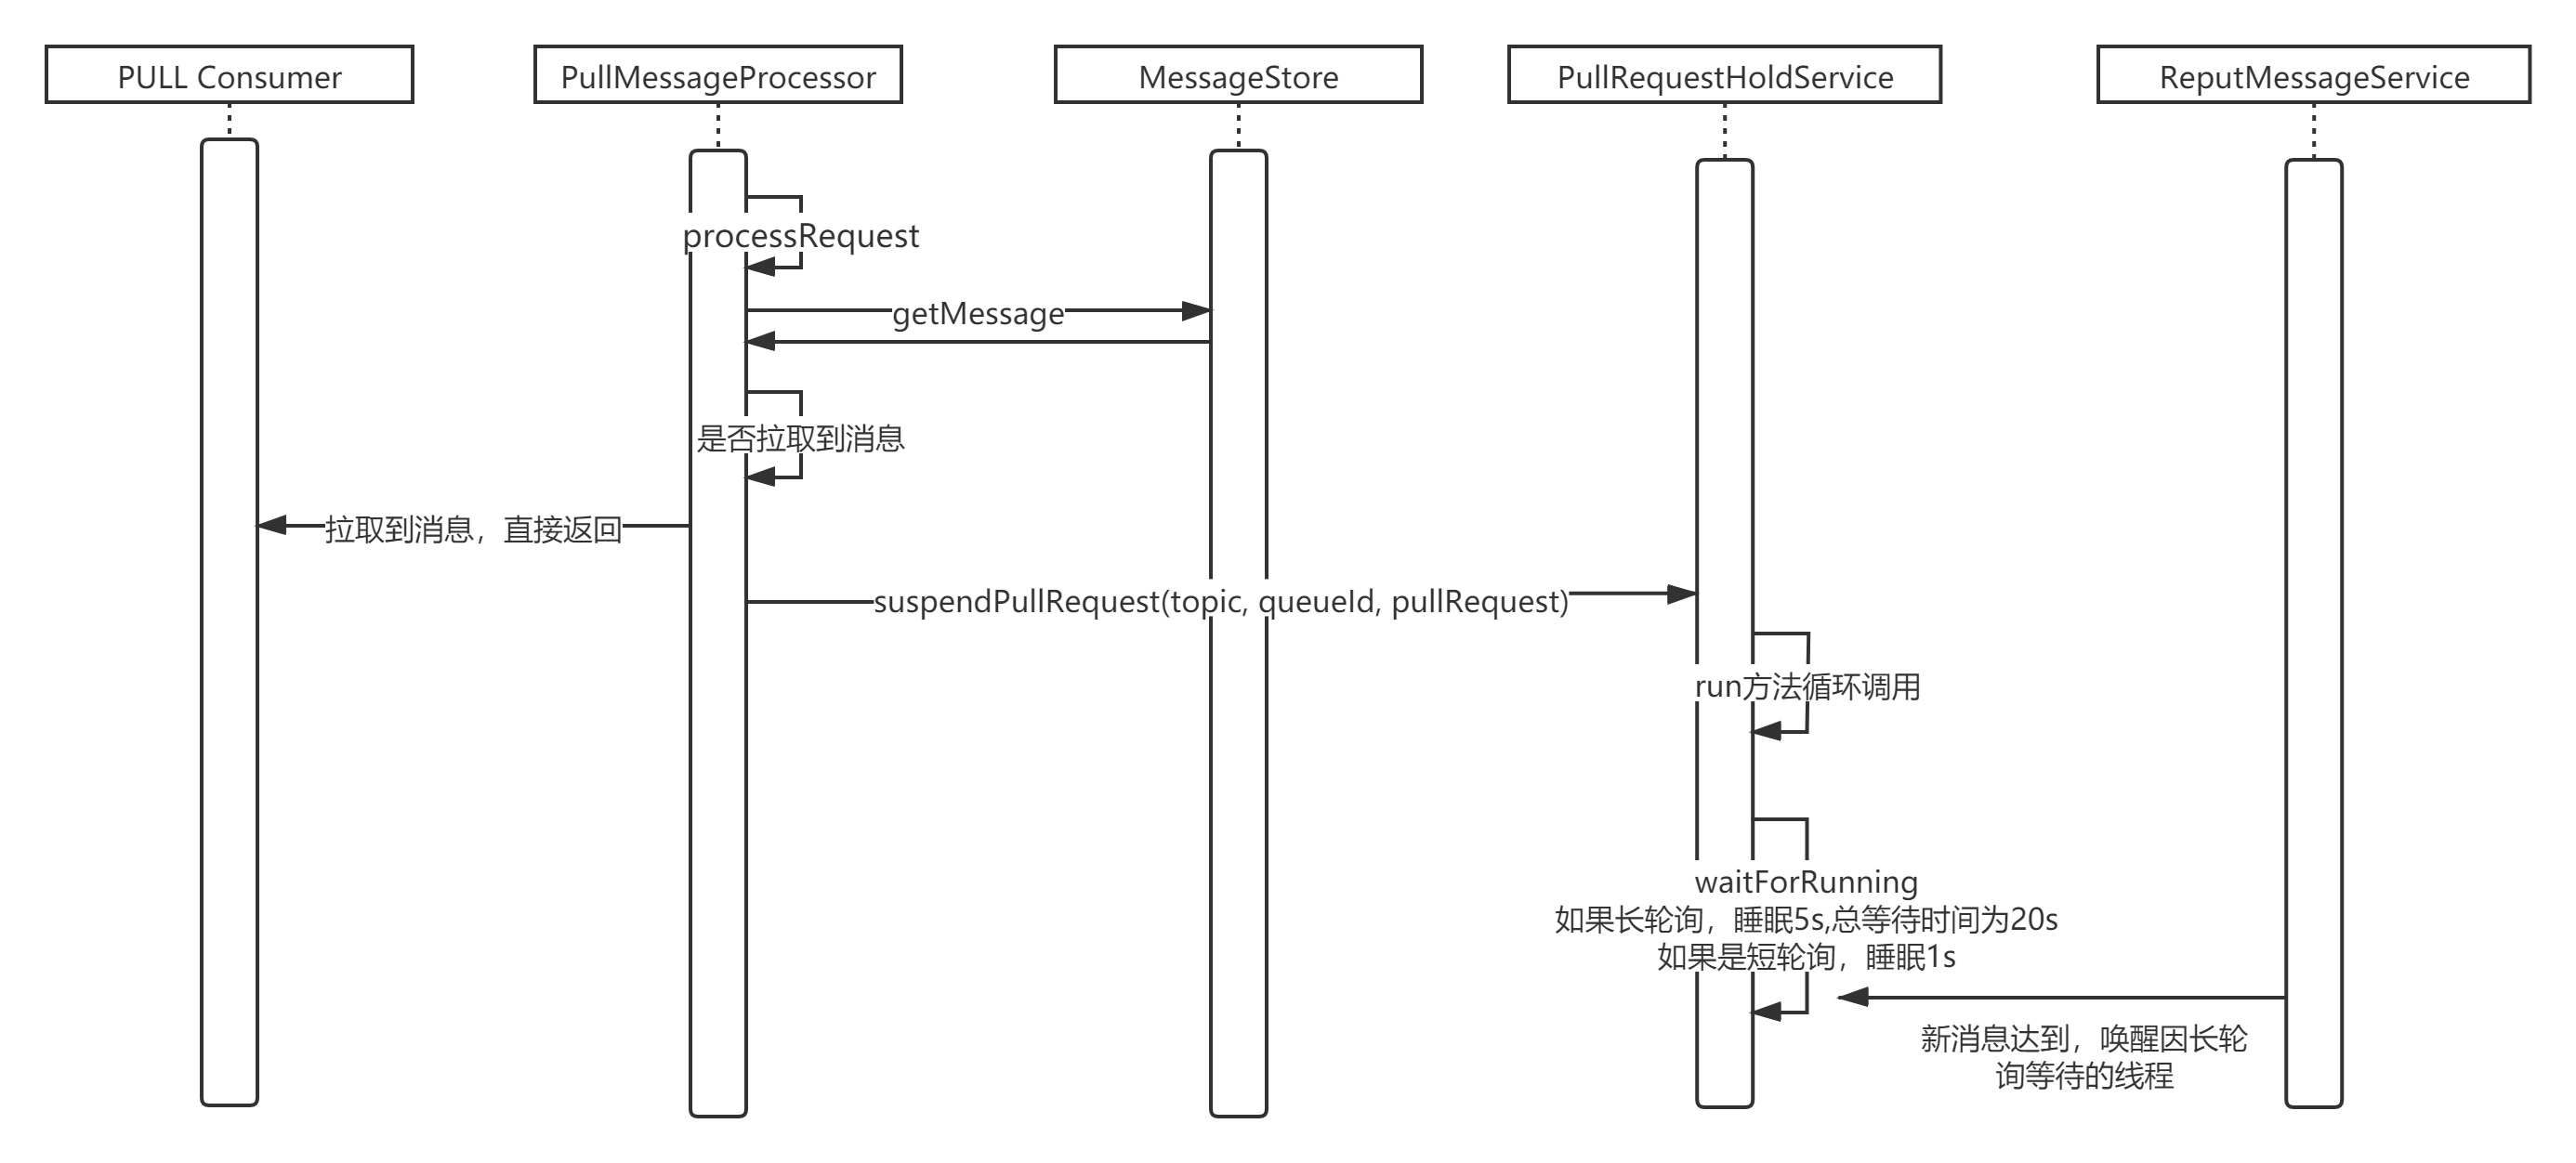 PULL Consumer
PullMessageProcessor
MessageStore
PullRequestHoldService
ReputMessageService
processRequest
getMessage
是否拉取到消息
拉取到消息，直接返回
suspendPullRequest(topic, queueId, pullRequest)
run方法循环调用
waitForRunning
如果长轮询，睡眠5s,总等待时间为20s
如果是短轮询，睡眠1s
新消息达到，唤醒因长轮
询等待的线程